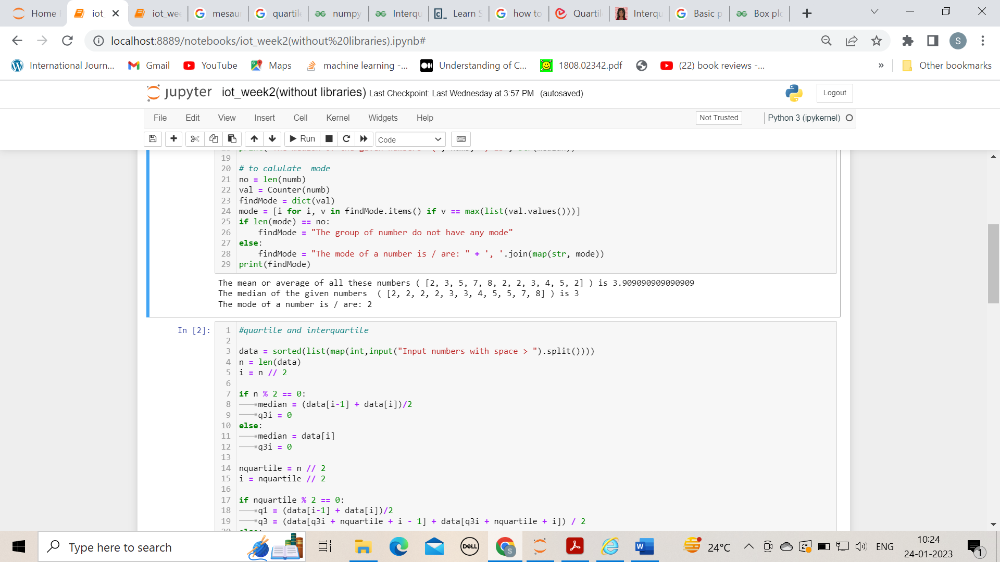 Home
iot_
iot_wee
mesau
quartile
numpy
Interqu
Learn S
how to
Quartil
Interqu
Basic p
Box plo
localhost:8889/notebooks/iot_week2(without%20libraries).ipynb#
S
International Journ...
Gmail
YouTube
Maps
machine learning -...
Understanding of C...
1808.02342.pdf
(22) book reviews -...
»
Other bookmarks
jupyter iot_week2(without libraries) Last Checkpoint: Last Wednesday at 3:57 PM (autosaved)
Logout
File Edit View Insert Cell Kernel Widgets Help
Not Trusted
Python 3 (ipykernel)
Run
Code
19
20 # to calulate  mode
21 no = len(numb)
22 val = Counter(numb)
23 findMode = dict(val)
24 mode = [i for i, v in findMode.items() if v == max(list(val.values()))]
25 if len(mode) == no:
26     findMode = "The group of number do not have any mode"
27 else:
28     findMode = "The mode of a number is / are: " + ', '.join(map(str, mode))
29 print(findMode)
The mean or average of all these numbers ( [2, 3, 5, 7, 8, 2, 2, 3, 4, 5, 2] ) is 3.909090909090909
The median of the given numbers  ( [2, 2, 2, 2, 3, 3, 4, 5, 5, 7, 8] ) is 3
The mode of a number is / are: 2
In [2]:
1 #quartile and interquartile
2
3 data = sorted(list(map(int,input("Input numbers with space > ").split())))
4 n = len(data)
5 i = n // 2
6
7 if n % 2 == 0:
8     median = (data[i-1] + data[i])/2
9     q3i = 0
10 else:
11     median = data[i]
12     q3i = 0
13
14 nquartile = n // 2
15 i = nquartile // 2
16
17 if nquartile % 2 == 0:
18     q1 = (data[i-1] + data[i])/2
19     q3 = (data[q3i + nquartile + i - 1] + data[q3i + nquartile + i]) / 2
Type here to search
DELL
S
W
24°C
ENG
10:24
24-01-2023
1